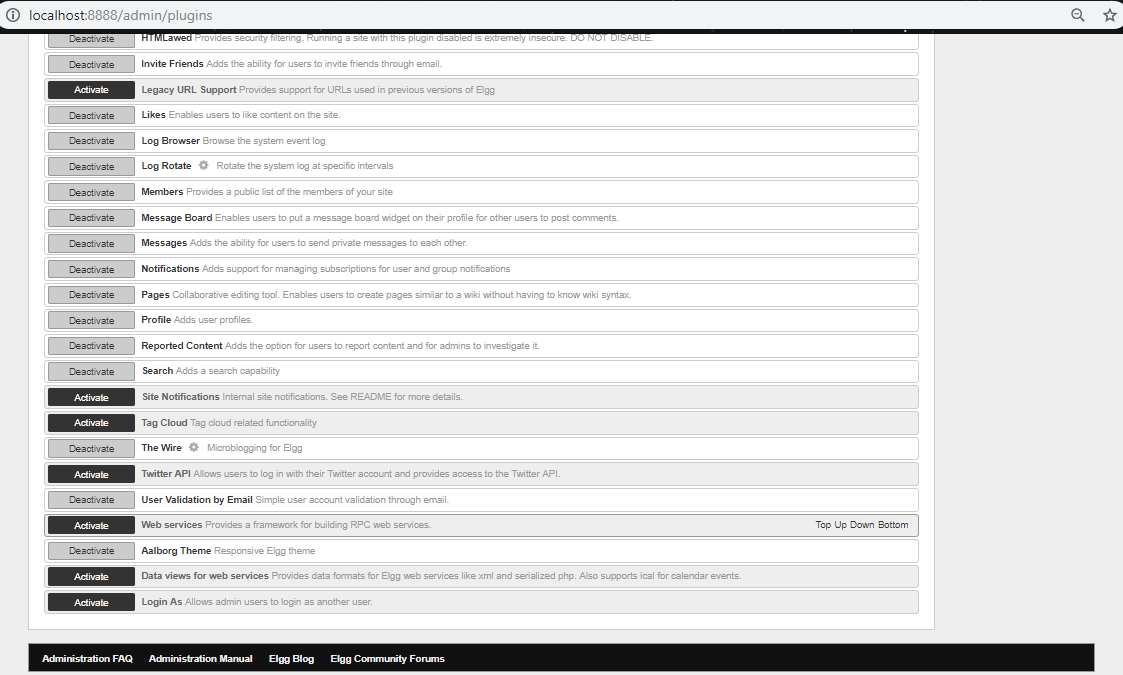 localhost:8888/admin/plugins
Deactivate HTMLawed Provides security filtering. Running a site with this plugin disabled is extremely insecure. DO NOT DISABLE.
Deactivate Invite Friends Adds the ability for users to invite friends through email.
Activate Legacy URL Support Provides support for URLs used in previous versions of Elgg
Deactivate Likes Enables users to like content on the site.
Deactivate Log Browser Browse the system event log
Deactivate Log Rotate Rotate the system log at specific intervals
Deactivate Members Provides a public list of the members of your site
Deactivate Message Board Enables users to put a message board widget on their profile for other users to post comments.
Deactivate Messages Adds the ability for users to send private messages to each other.
Deactivate Notifications Adds support for managing subscriptions for user and group notifications
Deactivate Pages Collaborative editing tool. Enables users to create pages similar to a wiki without having to know wiki syntax.
Deactivate Profile Adds user profiles.
Deactivate Reported Content Adds the option for users to report content and for admins to investigate it.
Deactivate Search Adds a search capability
Activate Site Notifications Internal site notifications. See README for more details.
Activate Tag Cloud Tag cloud related functionality
Deactivate The Wire Microblogging for Elgg
Activate Twitter API Allows users to log in with their Twitter account and provides access to the Twitter API.
Deactivate User Validation by Email Simple user account validation through email.
Activate Web services Provides a framework for building RPC web services. Top Up Down Bottom
Deactivate Aalborg Theme Responsive Elgg theme
Activate Data views for web services Provides data formats for Elgg web services like xml and serialized php. Also supports ical for calendar events.
Activate Login As Allows admin users to login as another user.
Administration FAQ Administration Manual Elgg Blog Elgg Community Forums